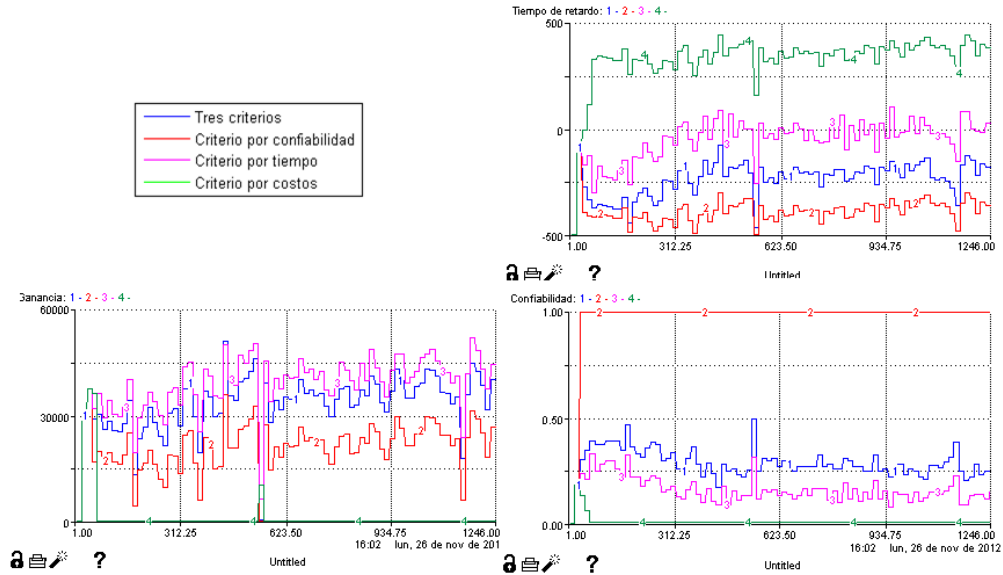 Tiempo de retardo: 1 - 2 - 3 - 4 -
500
0
-500
1.00 312.25 623.50 934.75 1246.00
Untitled
?
Tres criterios
Criterio por confiabilidad
Criterio por tiempo
Criterio por costos
Ganancia: 1 - 2 - 3 - 4 -
60000
30000
0
1.00 312.25 623.50 934.75 1246.00
16:02 lun, 26 de nov de 201
Untitled
?
Confiabilidad: 1 - 2 - 3 - 4 -
1.00
0.50
0.00
1.00 312.25 623.50 934.75 1246.00
16:02 lun, 26 de nov de 2012
Untitled
?